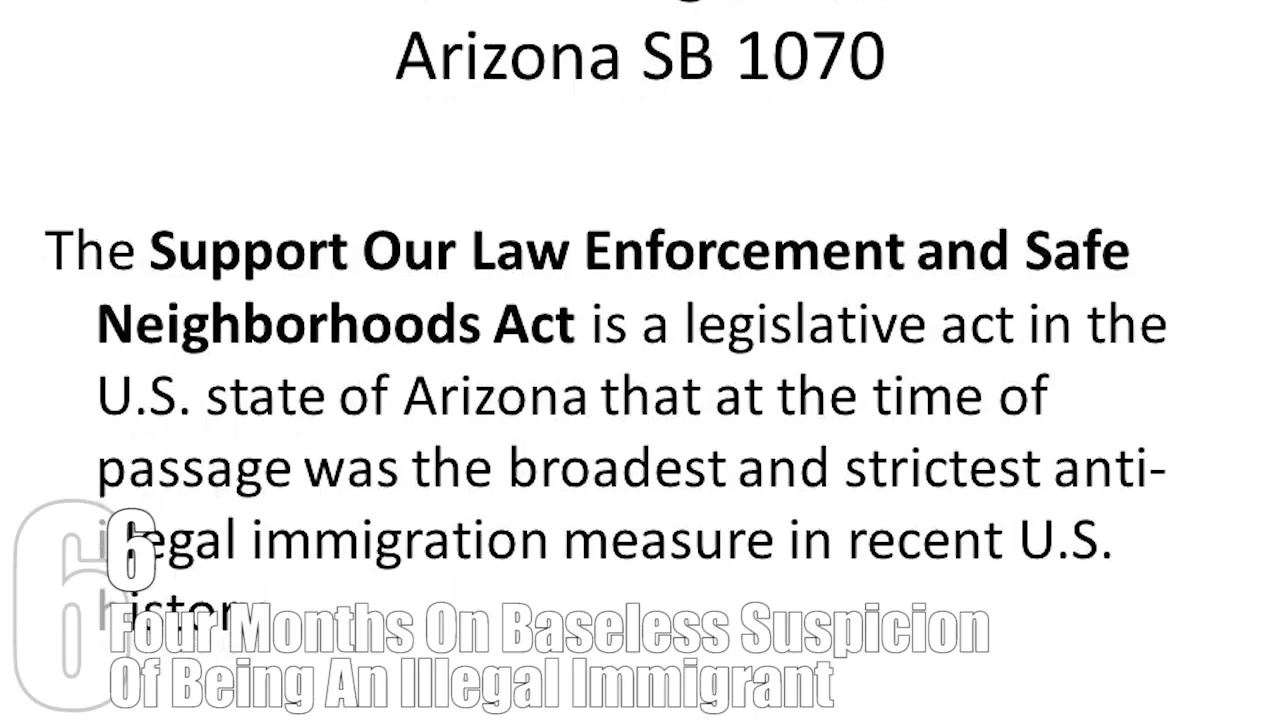 Arizona SB 1070
The Support Our Law Enforcement and Safe
Neighborhoods Act is a legislative act in the
U.S. state of Arizona that at the time of
passage was the broadest and strictest anti-
illegal immigration measure in recent U.S.
6
6
Four Months On Baseless Suspicion
Of Being An Illegal Immigrant